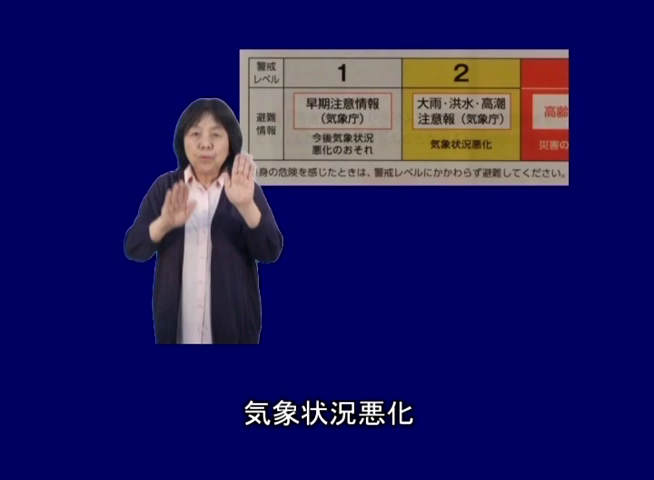 警戒
レベル
1
2
避難
情報
早期注意情報
(気象庁)
今後気象状況
悪化のおそれ
大雨・洪水・高潮
注意報(気象庁)
気象状況悪化
高齢
災害の
身の危険を感じたときは、警戒レベルにかかわらず避難してください。
気象状況悪化